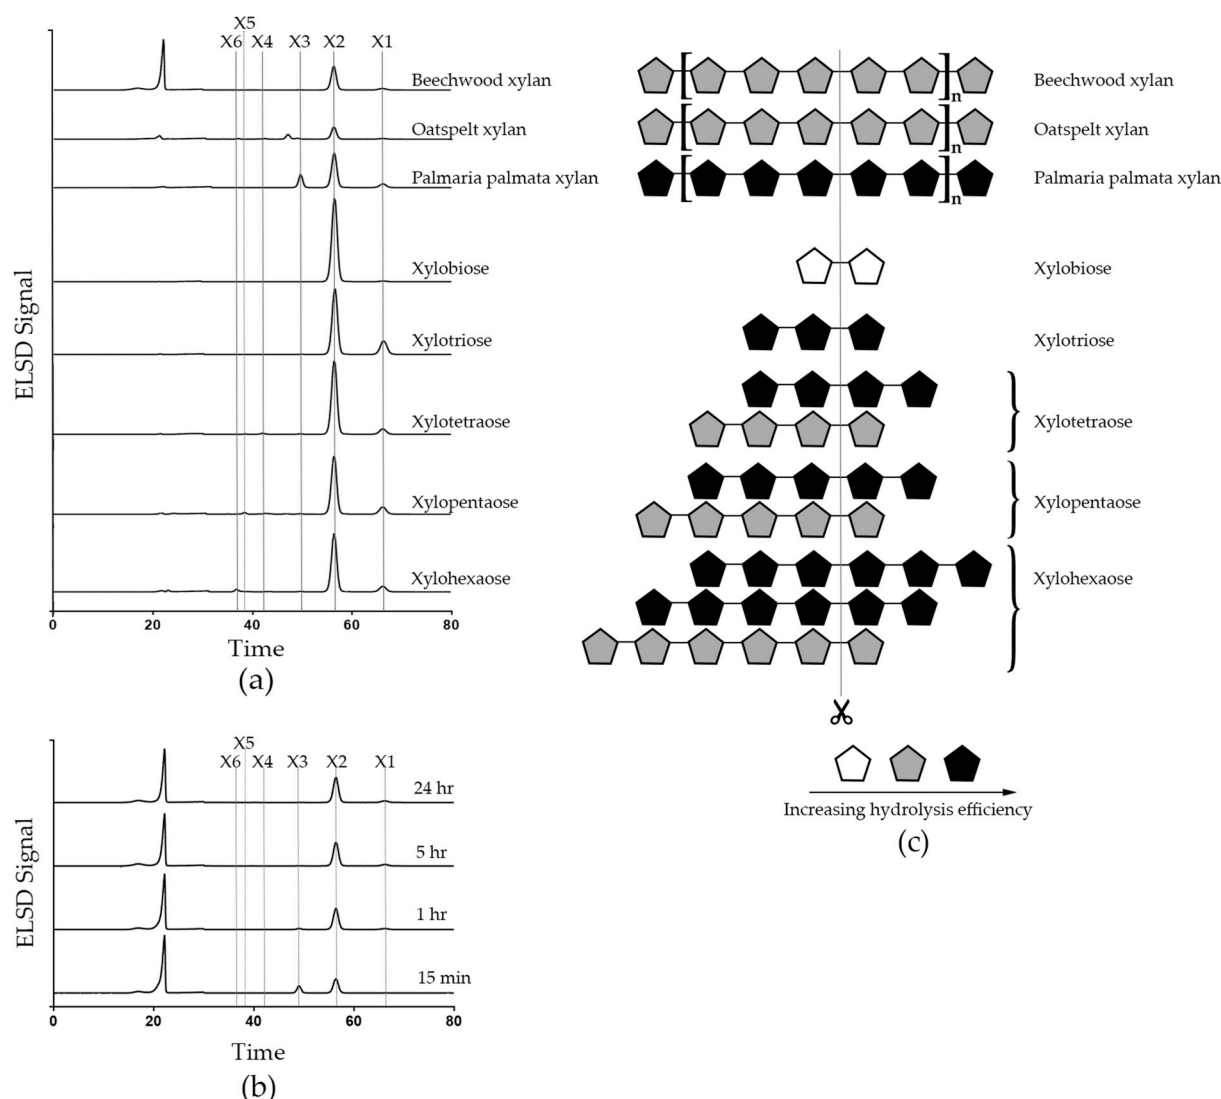 X5
X6 X4 X3 X2 X1
Beechwood xylan
Oatspelt xylan
Palmaria palmata xylan
Xylobiose
Xylotriose
Xylotetraose
Xylopentaose
Xylohexaose
ELSD Signal
0 20 40 60 80
Time
(a)
X5
X6 X4 X3 X2 X1
24 hr
5 hr
1 hr
15 min
ELSD Signal
0 20 40 60 80
Time
(b)
n Beechwood xylan
n Oatspelt xylan
n Palmaria palmata xylan
Xylobiose
Xylotriose
Xylotetraose
Xylopentaose
Xylohexaose
Increasing hydrolysis efficiency
(c)